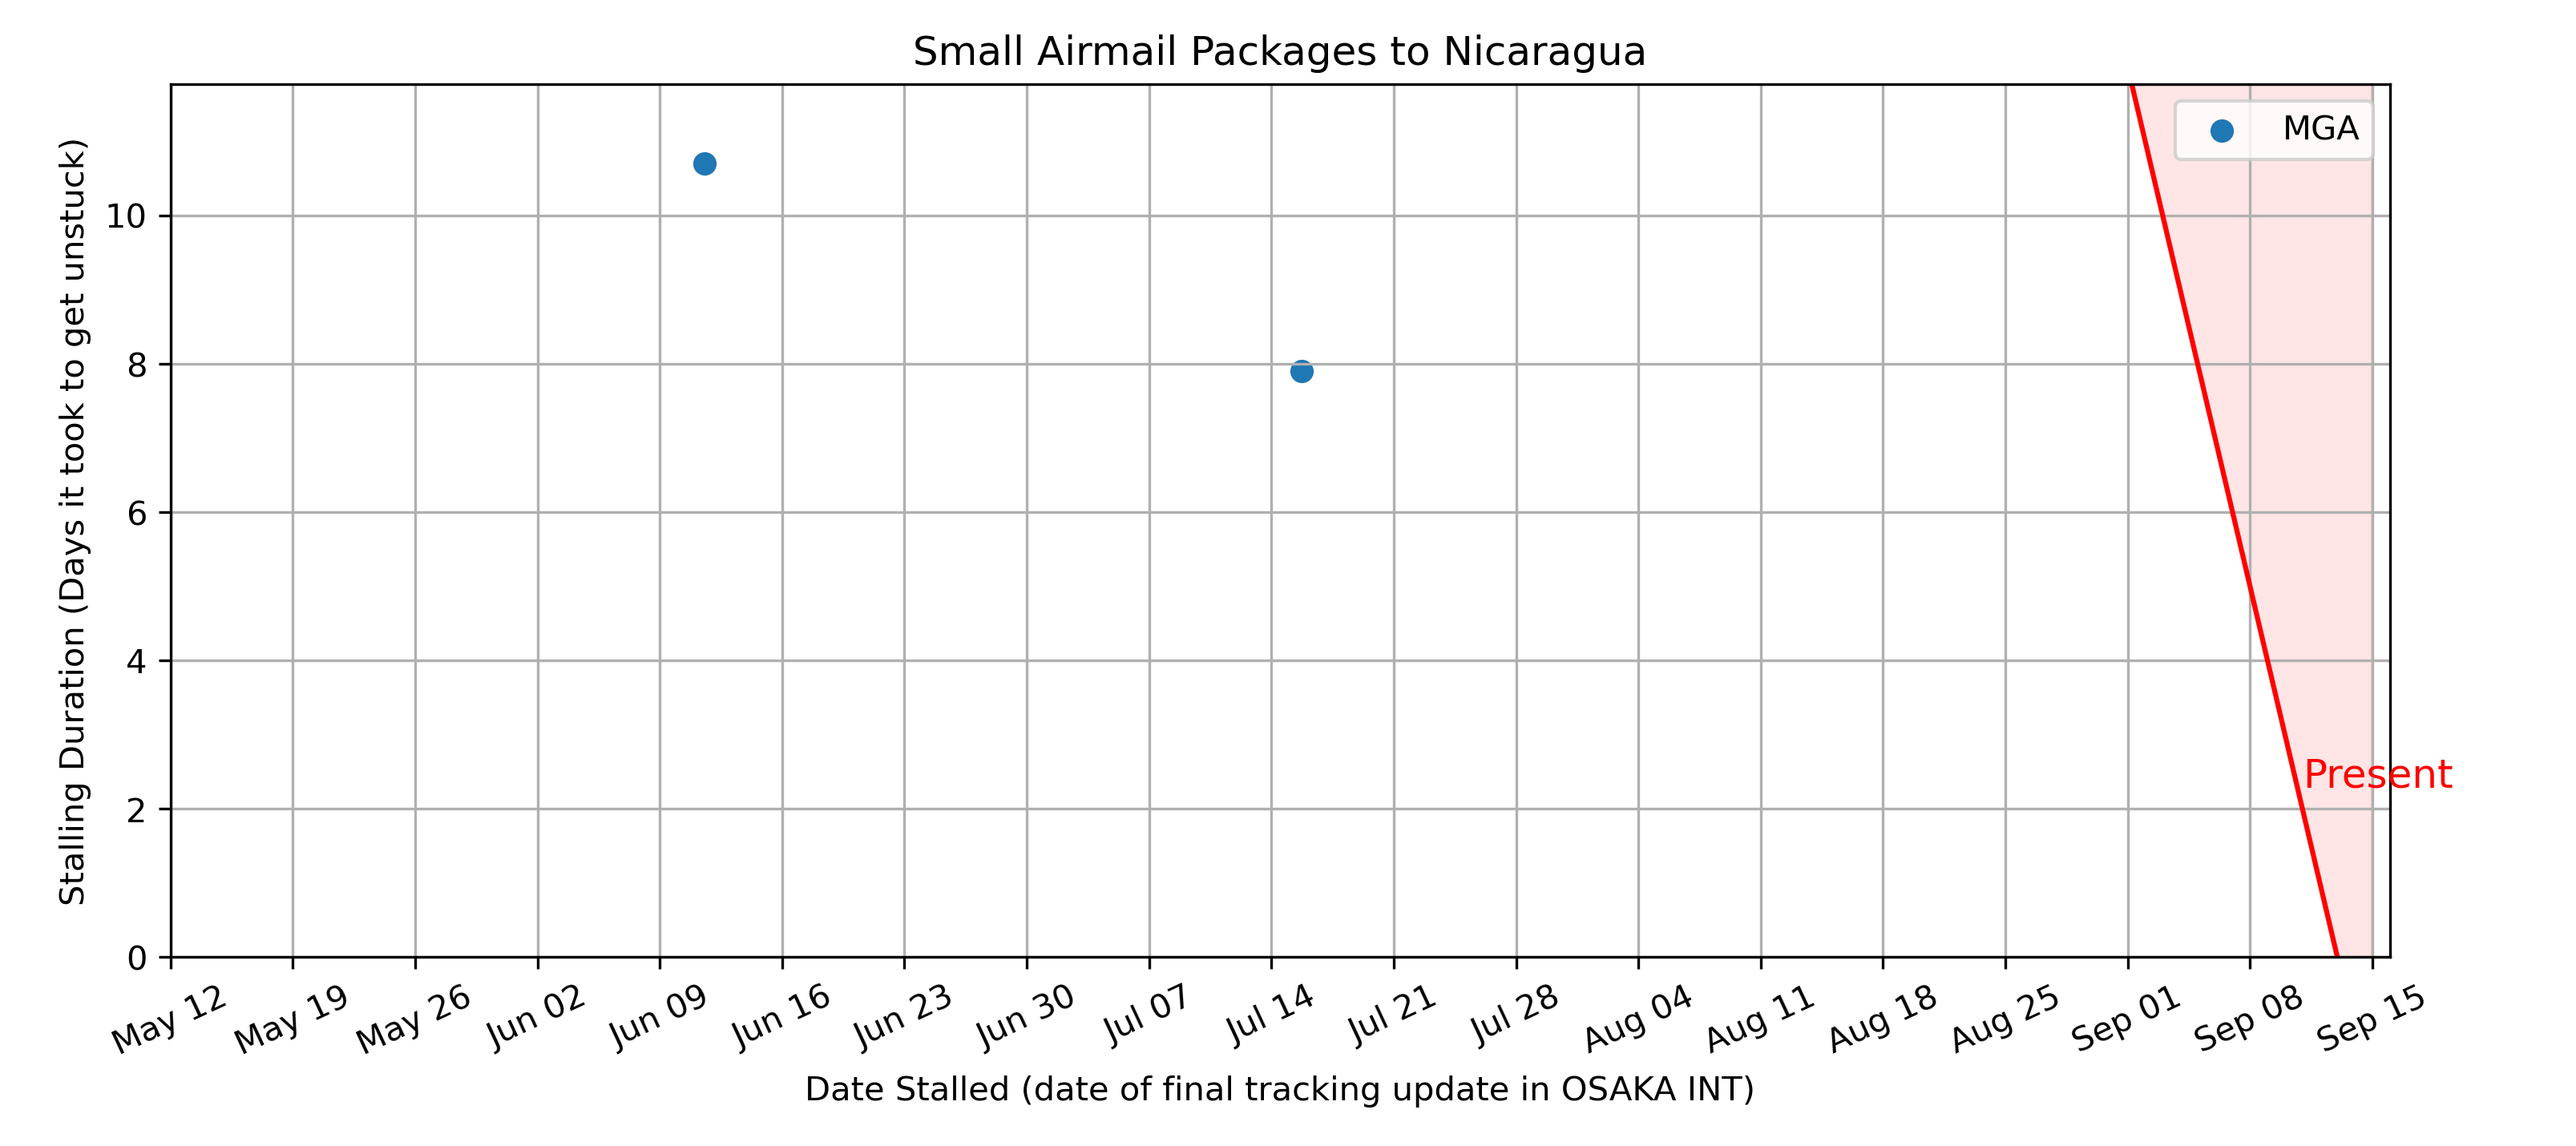 Small Airmail Packages to Nicaragua
MGA
Stalling Duration (Days it took to get unstuck)
10
8
6
4
2
0
Present
May 12
May 19
May 26
Jun 02
Jun 09
Jun 16
Jun 23
Jun 30
Jul 07
Jul 14
Jul 21
Jul 28
Aug 04
Aug 11
Aug 18
Aug 25
Sep 01
Sep 08
Sep 15
Date Stalled (date of final tracking update in OSAKA INT)